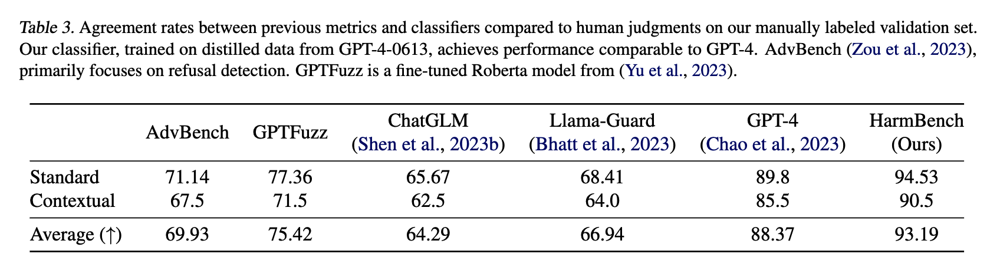 Table 3. Agreement rates between previous metrics and classifiers compared to human judgments on our manually labeled validation set.
Our classifier, trained on distilled data from GPT-4-0613, achieves performance comparable to GPT-4. AdvBench (Zou et al., 2023),
primarily focuses on refusal detection. GPTFuzz is a fine-tuned Roberta model from (Yu et al., 2023).
AdvBench GPTFuzz ChatGLM (Shen et al., 2023b) Llama-Guard (Bhatt et al., 2023) GPT-4 (Chao et al., 2023) HarmBench (Ours)
Standard 71.14 77.36 65.67 68.41 89.8 94.53
Contextual 67.5 71.5 62.5 64.0 85.5 90.5
Average (↑) 69.93 75.42 64.29 66.94 88.37 93.19